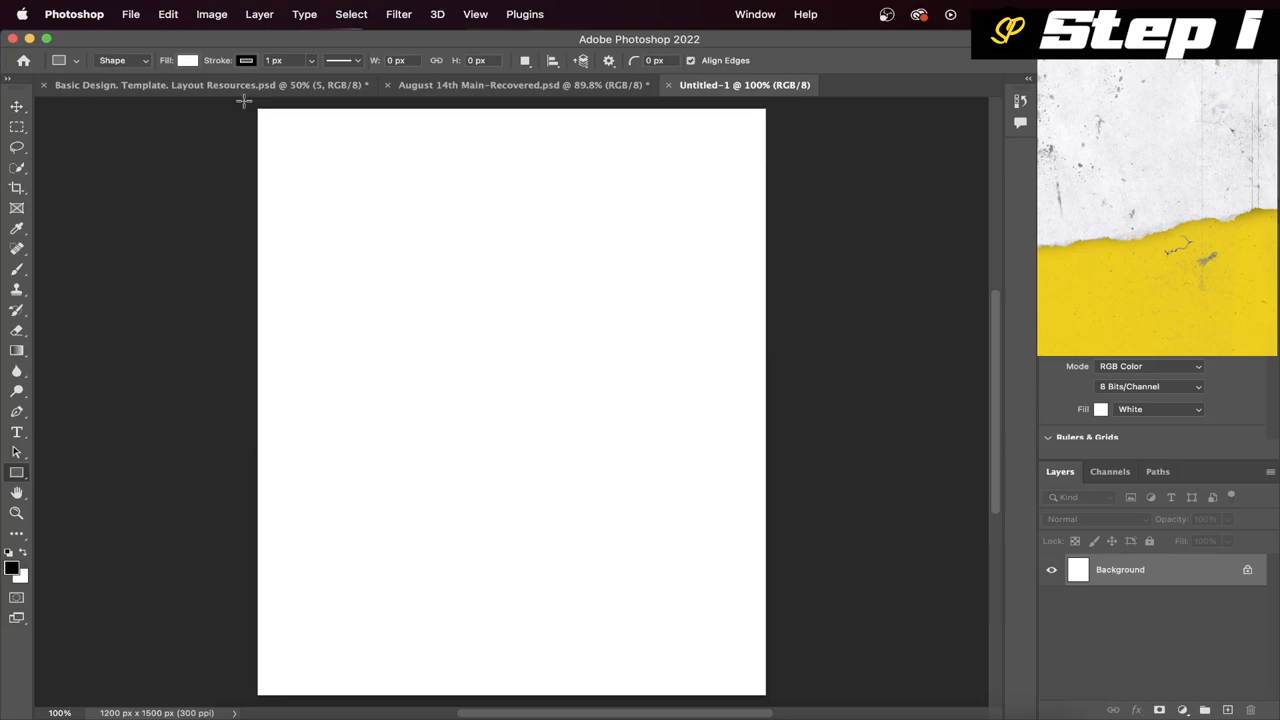 Photoshop File Edit Image Layer Type Select Filter 3D View Plugins Window Help
SP Step 1
Adobe Photoshop 2022
Shape Fill: Stroke: 1 px W: 0 px H: 0 px 0 px Align Edges
Basic Design. Template. Layout Resources.psd @ 50% (S, RGB/8) * August 14th Main-Recovered.psd @ 89.8% (RGB/8) * Untitled-1 @ 100% (RGB/8)
Mode RGB Color
8 Bits/Channel
Fill White
Rulers & Grids
Layers Channels Paths
Kind
Normal Opacity: 100%
Lock: Fill: 100%
Background
100% 1200 px x 1500 px (300 ppi)